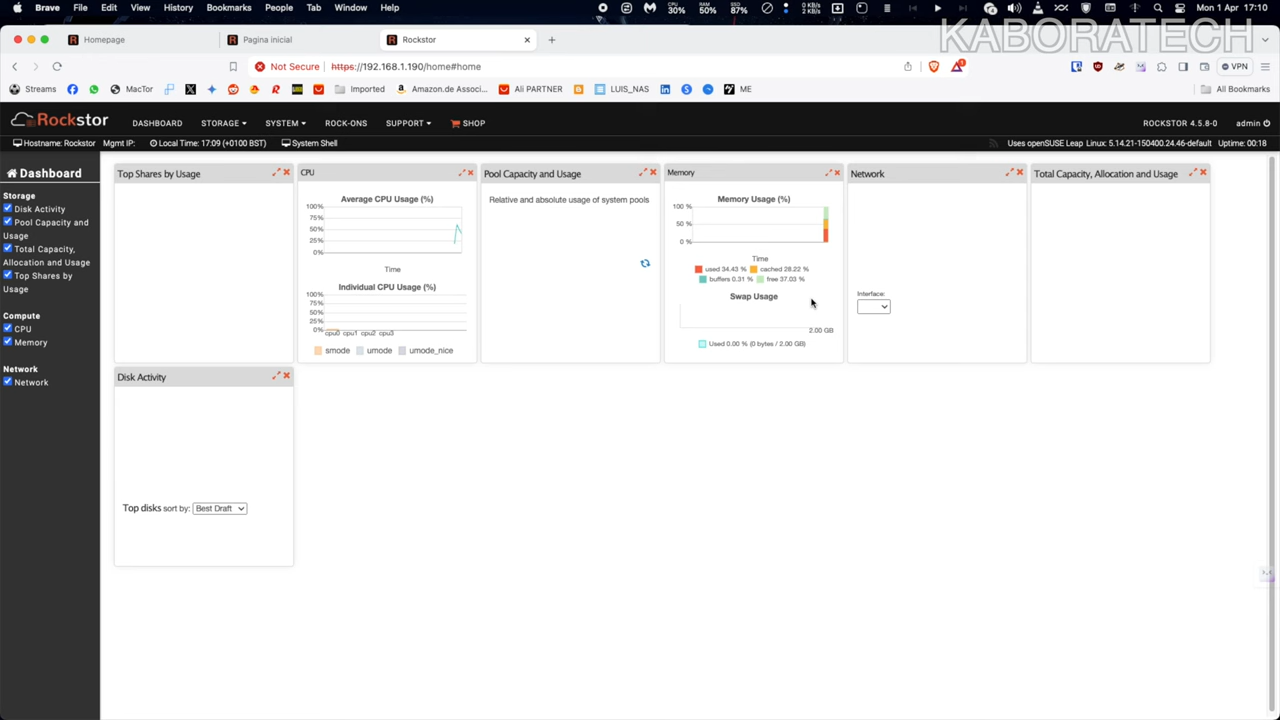 Brave File Edit View History Bookmarks People Tab Window Help
CPU 30% RAM 50% SSD 87% 0 KB 2 KB Mon 1 Apr 17:10
KABORATECH
Homepage
Pagina inicial
Rockstor
Not Secure https://192.168.1.190/home#home
VPN
Streams MacTor Imported Amazon.de Associ... Ali PARTNER LUIS_NAS ME All Bookmarks
Rockstor DASHBOARD STORAGE SYSTEM ROCK-ONS SUPPORT SHOP ROCKSTOR 4.5.8-0 admin
Hostname: Rockstor Mgmt IP: Local Time: 17:09 (+0100 BST) System Shell Uses openSUSE Leap Linux: 5.14.21-150400.24.46-default Uptime: 00:18
Dashboard
Storage
Disk Activity
Pool Capacity and
Usage
Total Capacity,
Allocation and Usage
Top Shares by
Usage
Compute
CPU
Memory
Network
Network
Top Shares by Usage
CPU
Average CPU Usage (%)
100%
75%
50%
25%
0%
Time
Individual CPU Usage (%)
100%
75%
50%
25%
0%
cpu0 cpu1 cpu2 cpu3
smode umode umode_nice
Pool Capacity and Usage
Relative and absolute usage of system pools
Memory
Memory Usage (%)
100 %
50 %
0 %
Time
used 34.43 % cached 28.22 %
buffers 0.31 % free 37.03 %
Swap Usage
2.00 GB
Used 0.00 % (0 bytes / 2.00 GB)
Network
Interface:
Total Capacity, Allocation and Usage
Disk Activity
Top disks sort by: Best Draft